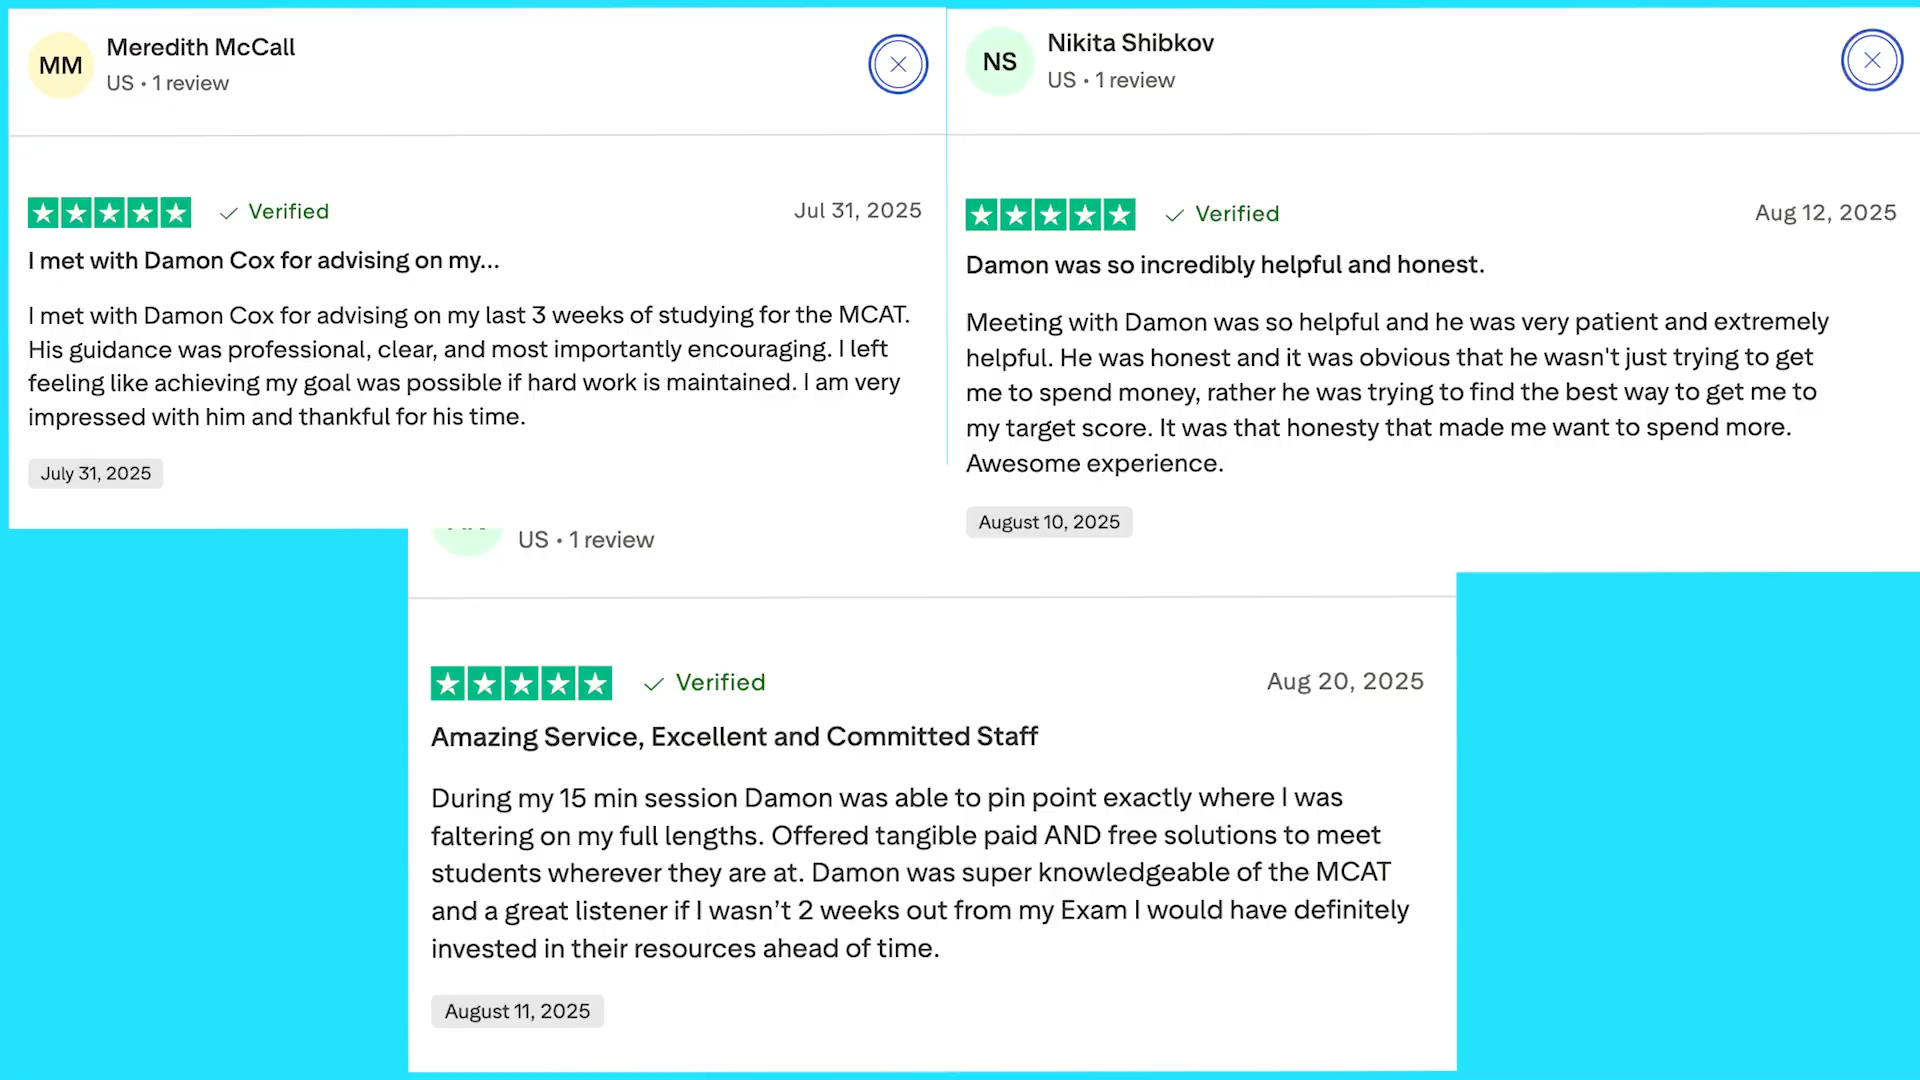 MM
Meredith McCall
US • 1 review
Verified
Jul 31, 2025
I met with Damon Cox for advising on my...
I met with Damon Cox for advising on my last 3 weeks of studying for the MCAT.
His guidance was professional, clear, and most importantly encouraging. I left
feeling like achieving my goal was possible if hard work is maintained. I am very
impressed with him and thankful for his time.
July 31, 2025
NS
Nikita Shibkov
US • 1 review
Verified
Aug 12, 2025
Damon was so incredibly helpful and honest.
Meeting with Damon was so helpful and he was very patient and extremely
helpful. He was honest and it was obvious that he wasn't just trying to get
me to spend money, rather he was trying to find the best way to get me to
my target score. It was that honesty that made me want to spend more.
Awesome experience.
August 10, 2025
US • 1 review
Verified
Aug 20, 2025
Amazing Service, Excellent and Committed Staff
During my 15 min session Damon was able to pin point exactly where I was
faltering on my full lengths. Offered tangible paid AND free solutions to meet
students wherever they are at. Damon was super knowledgeable of the MCAT
and a great listener if I wasn’t 2 weeks out from my Exam I would have definitely
invested in their resources ahead of time.
August 11, 2025